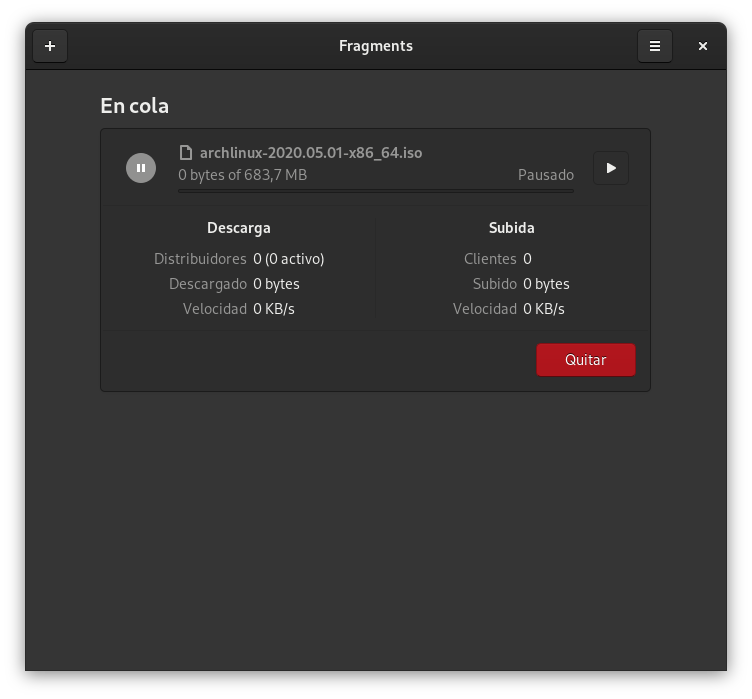 Fragments
En cola
archlinux-2020.05.01-x86_64.iso
0 bytes of 683,7 MB Pausado
Descarga Subida
Distribuidores 0 (0 activo) Clientes 0
Descargado 0 bytes Subido 0 bytes
Velocidad 0 KB/s Velocidad 0 KB/s
Quitar